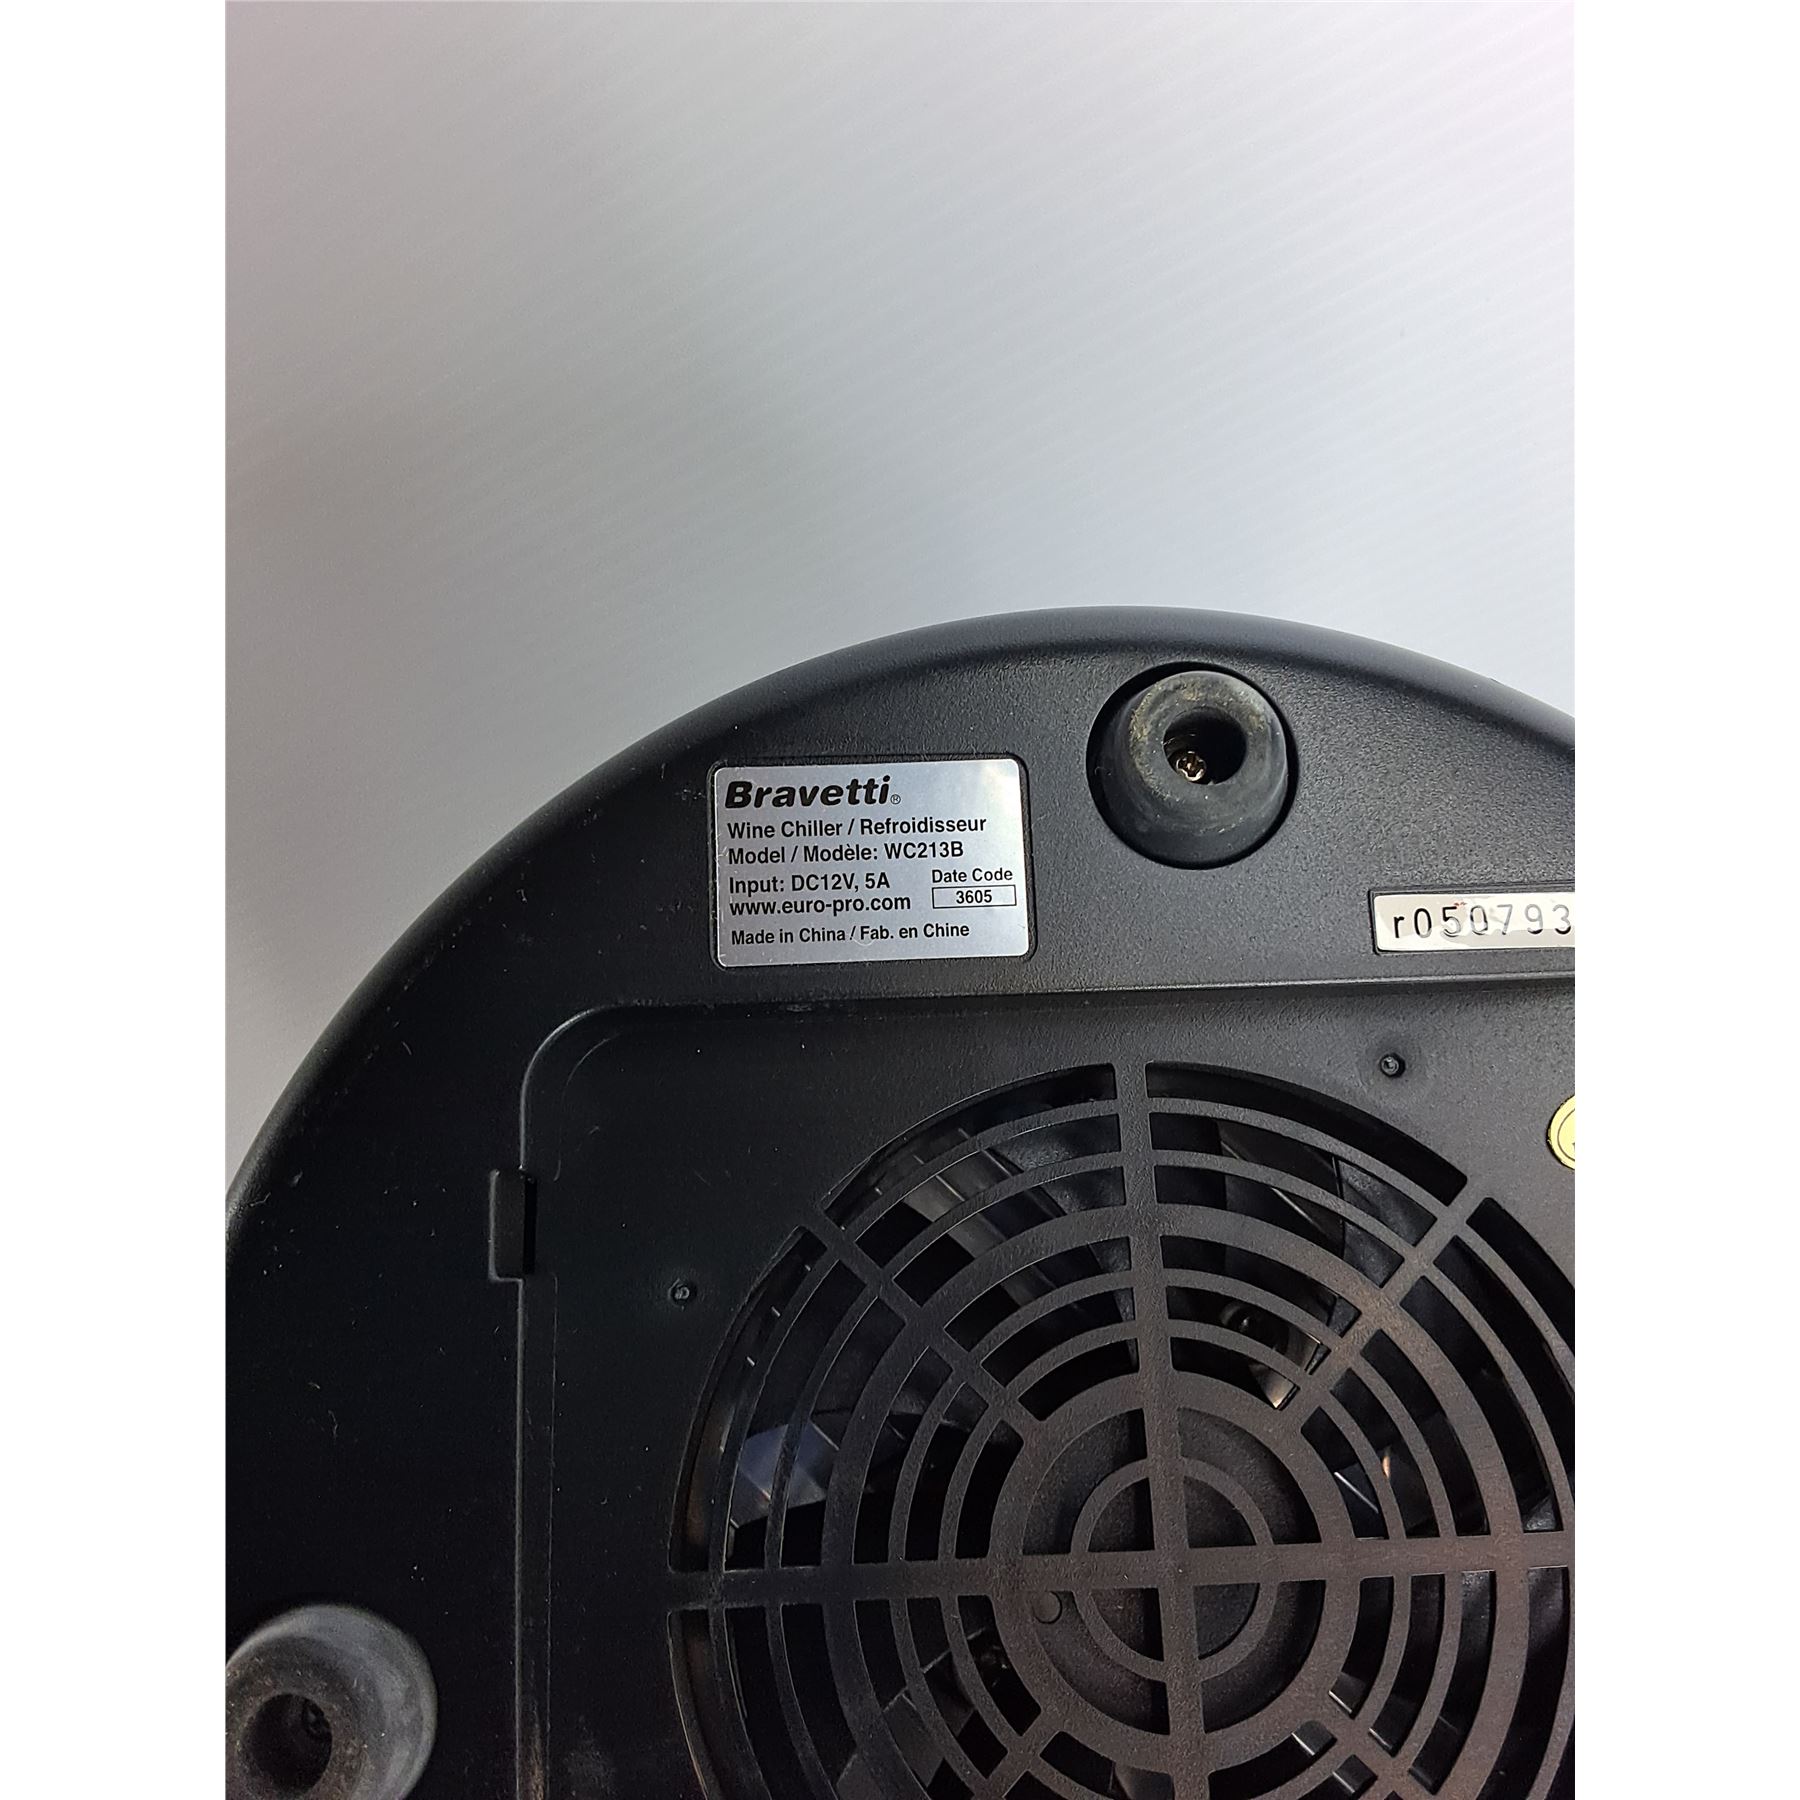 Bravetti®
Wine Chiller / Refroidisseur
Model / Modèle: WC213B
Input: DC12V, 5A
Date Code
www.euro-pro.com
3605
Made in China / Fab. en Chine
r050793